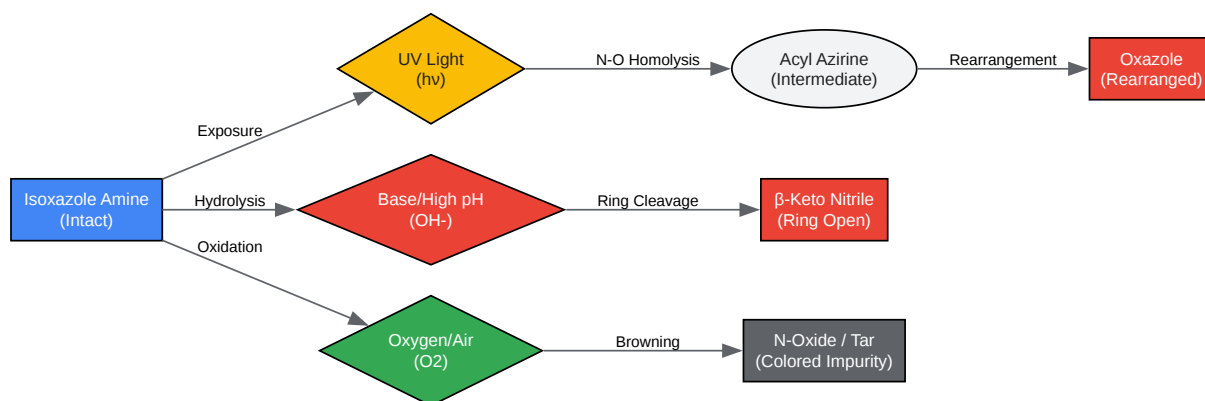 UV Light
(hν)
N-O Homolysis
Acyl Azirine
(Intermediate)
Rearrangement
Oxazole
(Rearranged)
Exposure
Isoxazole Amine
(Intact)
Hydrolysis
Base/High pH
(OH-)
Ring Cleavage
β-Keto Nitrile
(Ring Open)
Oxidation
Oxygen/Air
(O2)
Browning
N-Oxide / Tar
(Colored Impurity)